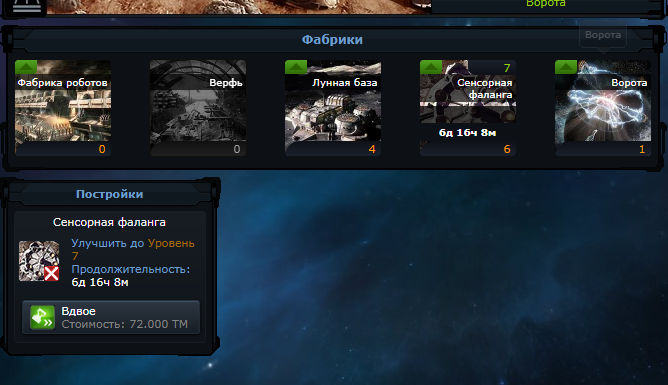 Ворота
Фабрики
Ворота
Фабрика роботов
0
Верфь
0
Лунная база
4
7
Сенсорная
фаланга
6д 16ч 8м
6
Ворота
1
Постройки
Сенсорная фаланга
Улучшить до Уровень
7
Продолжительность:
6д 16ч 8м
Вдвое
Стоимость: 72.000 ТМ